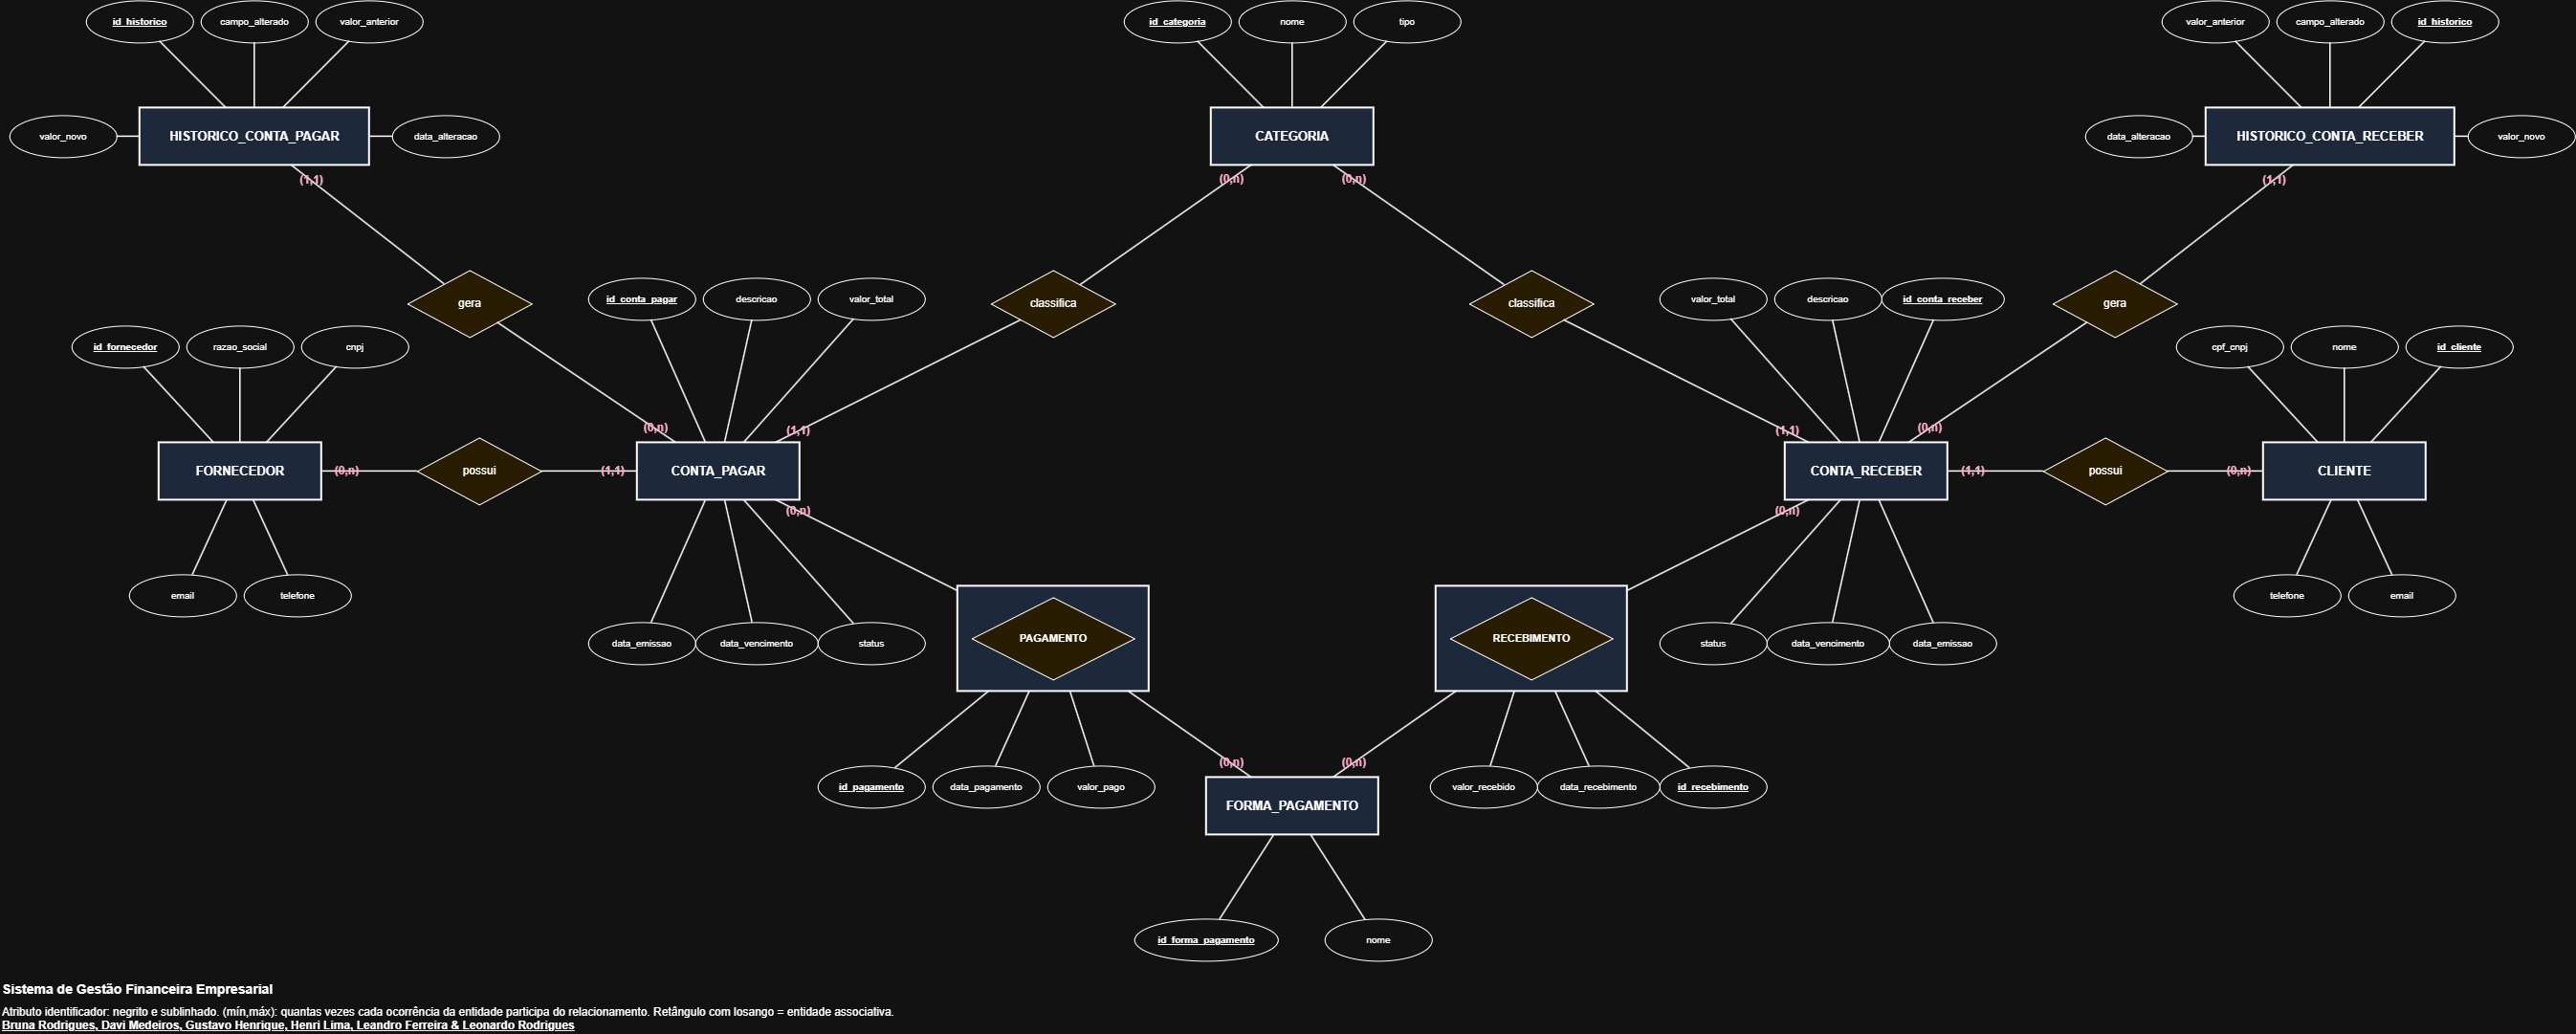 id_historico campo_alterado valor_anterior
id_categoria nome tipo
valor_anterior campo_alterado id_historico
valor_novo HISTORICO_CONTA_PAGAR data_alteracao
CATEGORIA
data_alteracao HISTORICO_CONTA_RECEBER valor_novo
(1,1) (0,n) (0,n) (1,1)
id_conta_pagar descricao valor_total
valor_total descricao id_conta_receber
gera classifica classifica gera
id_fornecedor razao_social cnpj
cpf_cnpj nome id_cliente
(0,n) (1,1) (1,1) (0,n)
FORNECEDOR (0,n) possui (1,1) CONTA_PAGAR
CONTA_RECEBER (1,1) possui (0,n) CLIENTE
(0,n) (0,n)
email telefone
telefone email
data_emissao data_vencimento status
PAGAMENTO RECEBIMENTO
status data_vencimento data_emissao
(0,n) (0,n)
id_pagamento data_pagamento valor_pago
valor_recebido data_recebimento id_recebimento
FORMA_PAGAMENTO
id_forma_pagamento nome
Sistema de Gestão Financeira Empresarial
Atributo identificador: negrito e sublinhado. (mín,máx): quantas vezes cada ocorrência da entidade participa do relacionamento. Retângulo com losango = entidade associativa.
Bruna Rodrigues, Davi Medeiros, Gustavo Henrique, Henri Lima, Leandro Ferreira & Leonardo Rodrigues